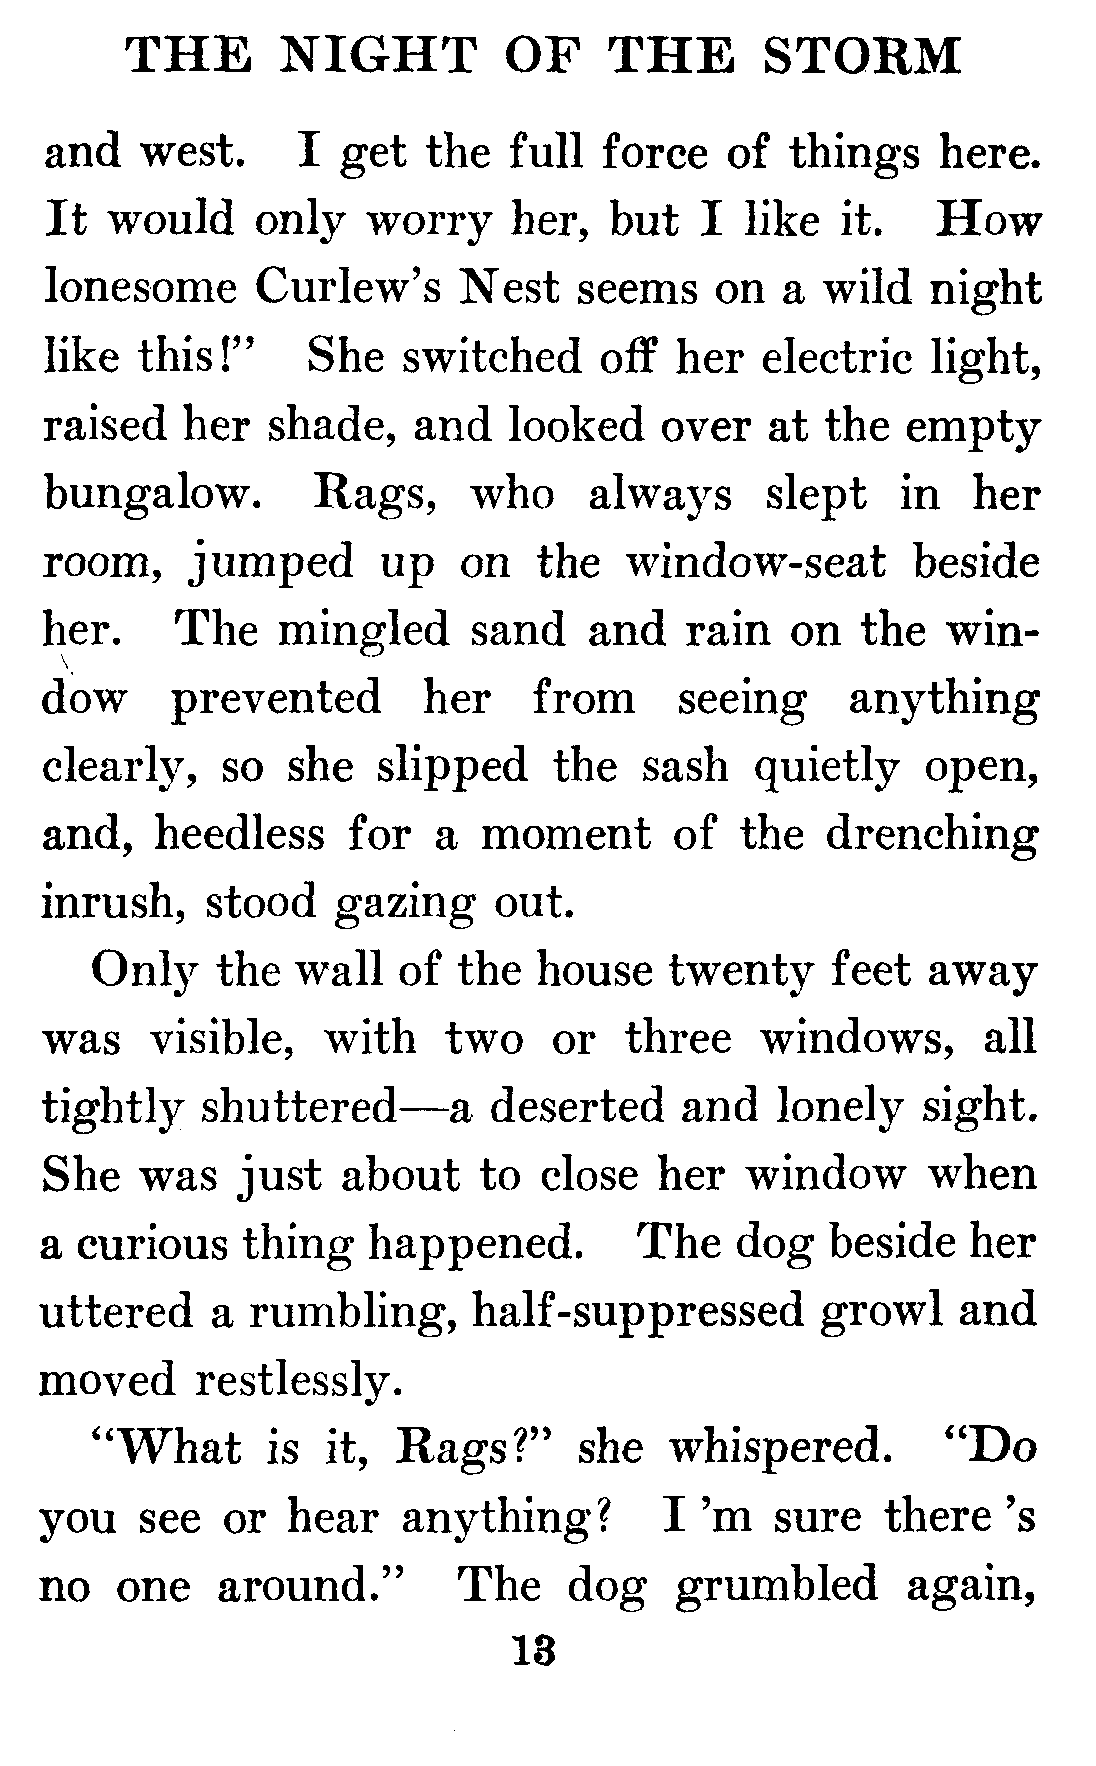 THE NIGHT OF THE STORM
and west. I get the full force of things here.
It would only worry her, but I like it. How
lonesome Curlew's Nest seems on a wild night
like this!" She switched off her electric light,
raised her shade, and looked over at the empty
bungalow. Rags, who always slept in her
room, jumped up on the window-seat beside
her. The mingled sand and rain on the win-
dow prevented her from seeing anything
clearly, so she slipped the sash quietly open,
and, heedless for a moment of the drenching
inrush, stood gazing out.
Only the wall of the house twenty feet away
was visible, with two or three windows, all
tightly shuttered—a deserted and lonely sight.
She was just about to close her window when
a curious thing happened. The dog beside her
uttered a rumbling, half-suppressed growl and
moved restlessly.
"What is it, Rags?" she whispered. "Do
you see or hear anything? I 'm sure there 's
no one around." The dog grumbled again,
13